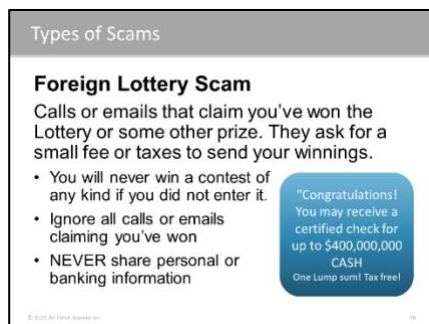 Types of Scams
Foreign Lottery Scam
Calls or emails that claim you've won the
Lottery or some other prize. They ask for a
small fee or taxes to send your winnings.
• You will never win a contest of
any kind if you did not enter it.
• Ignore all calls or emails
claiming you've won
• NEVER share personal or
banking information
"Congratulations!
You may receive a
certified check for
up to $400,000,000
CASH
One Lump sum! Tax free!